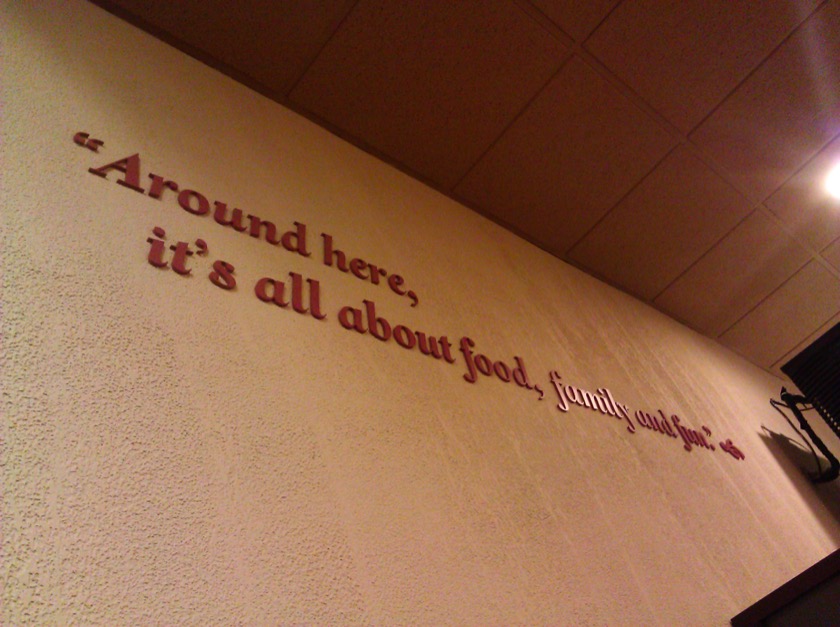 “Around here,
it’s all about food, family and fun.”